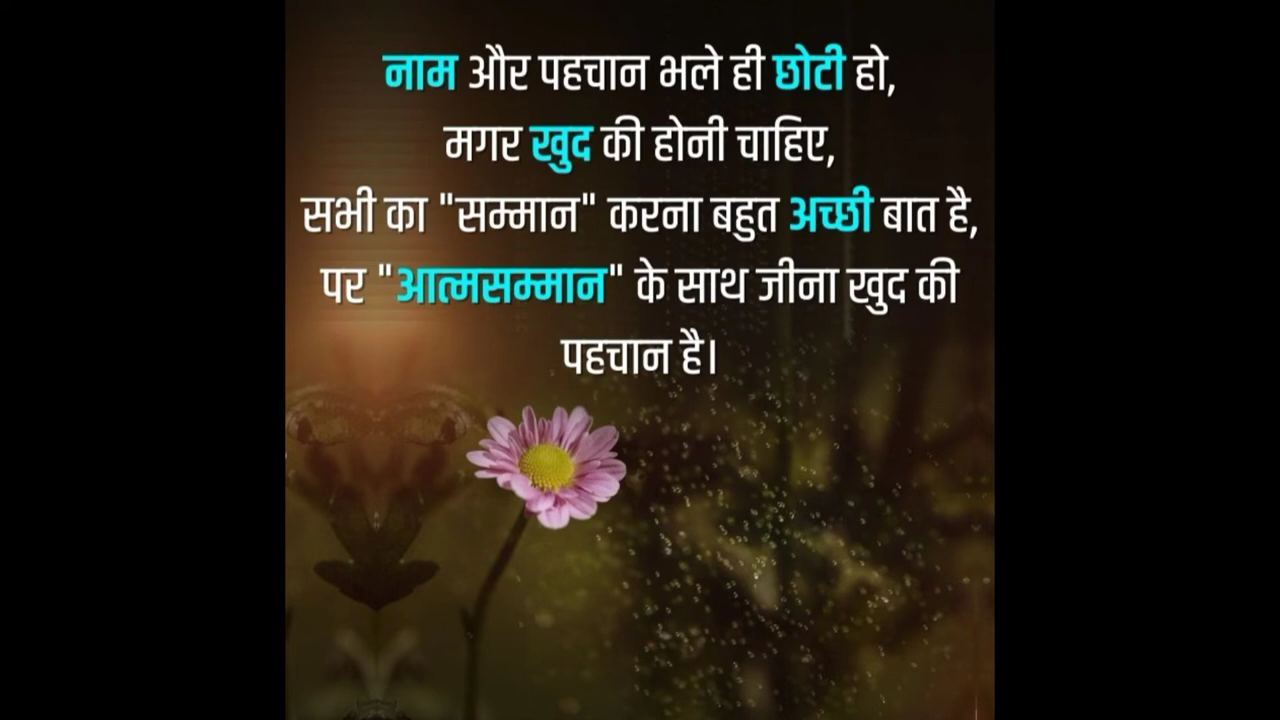 नाम और पहचान भले ही छोटी हो,
मगर खुद की होनी चाहिए,
सभी का "सम्मान" करना बहुत अच्छी बात है,
पर "आत्मसम्मान" के साथ जीना खुद की
पहचान है।